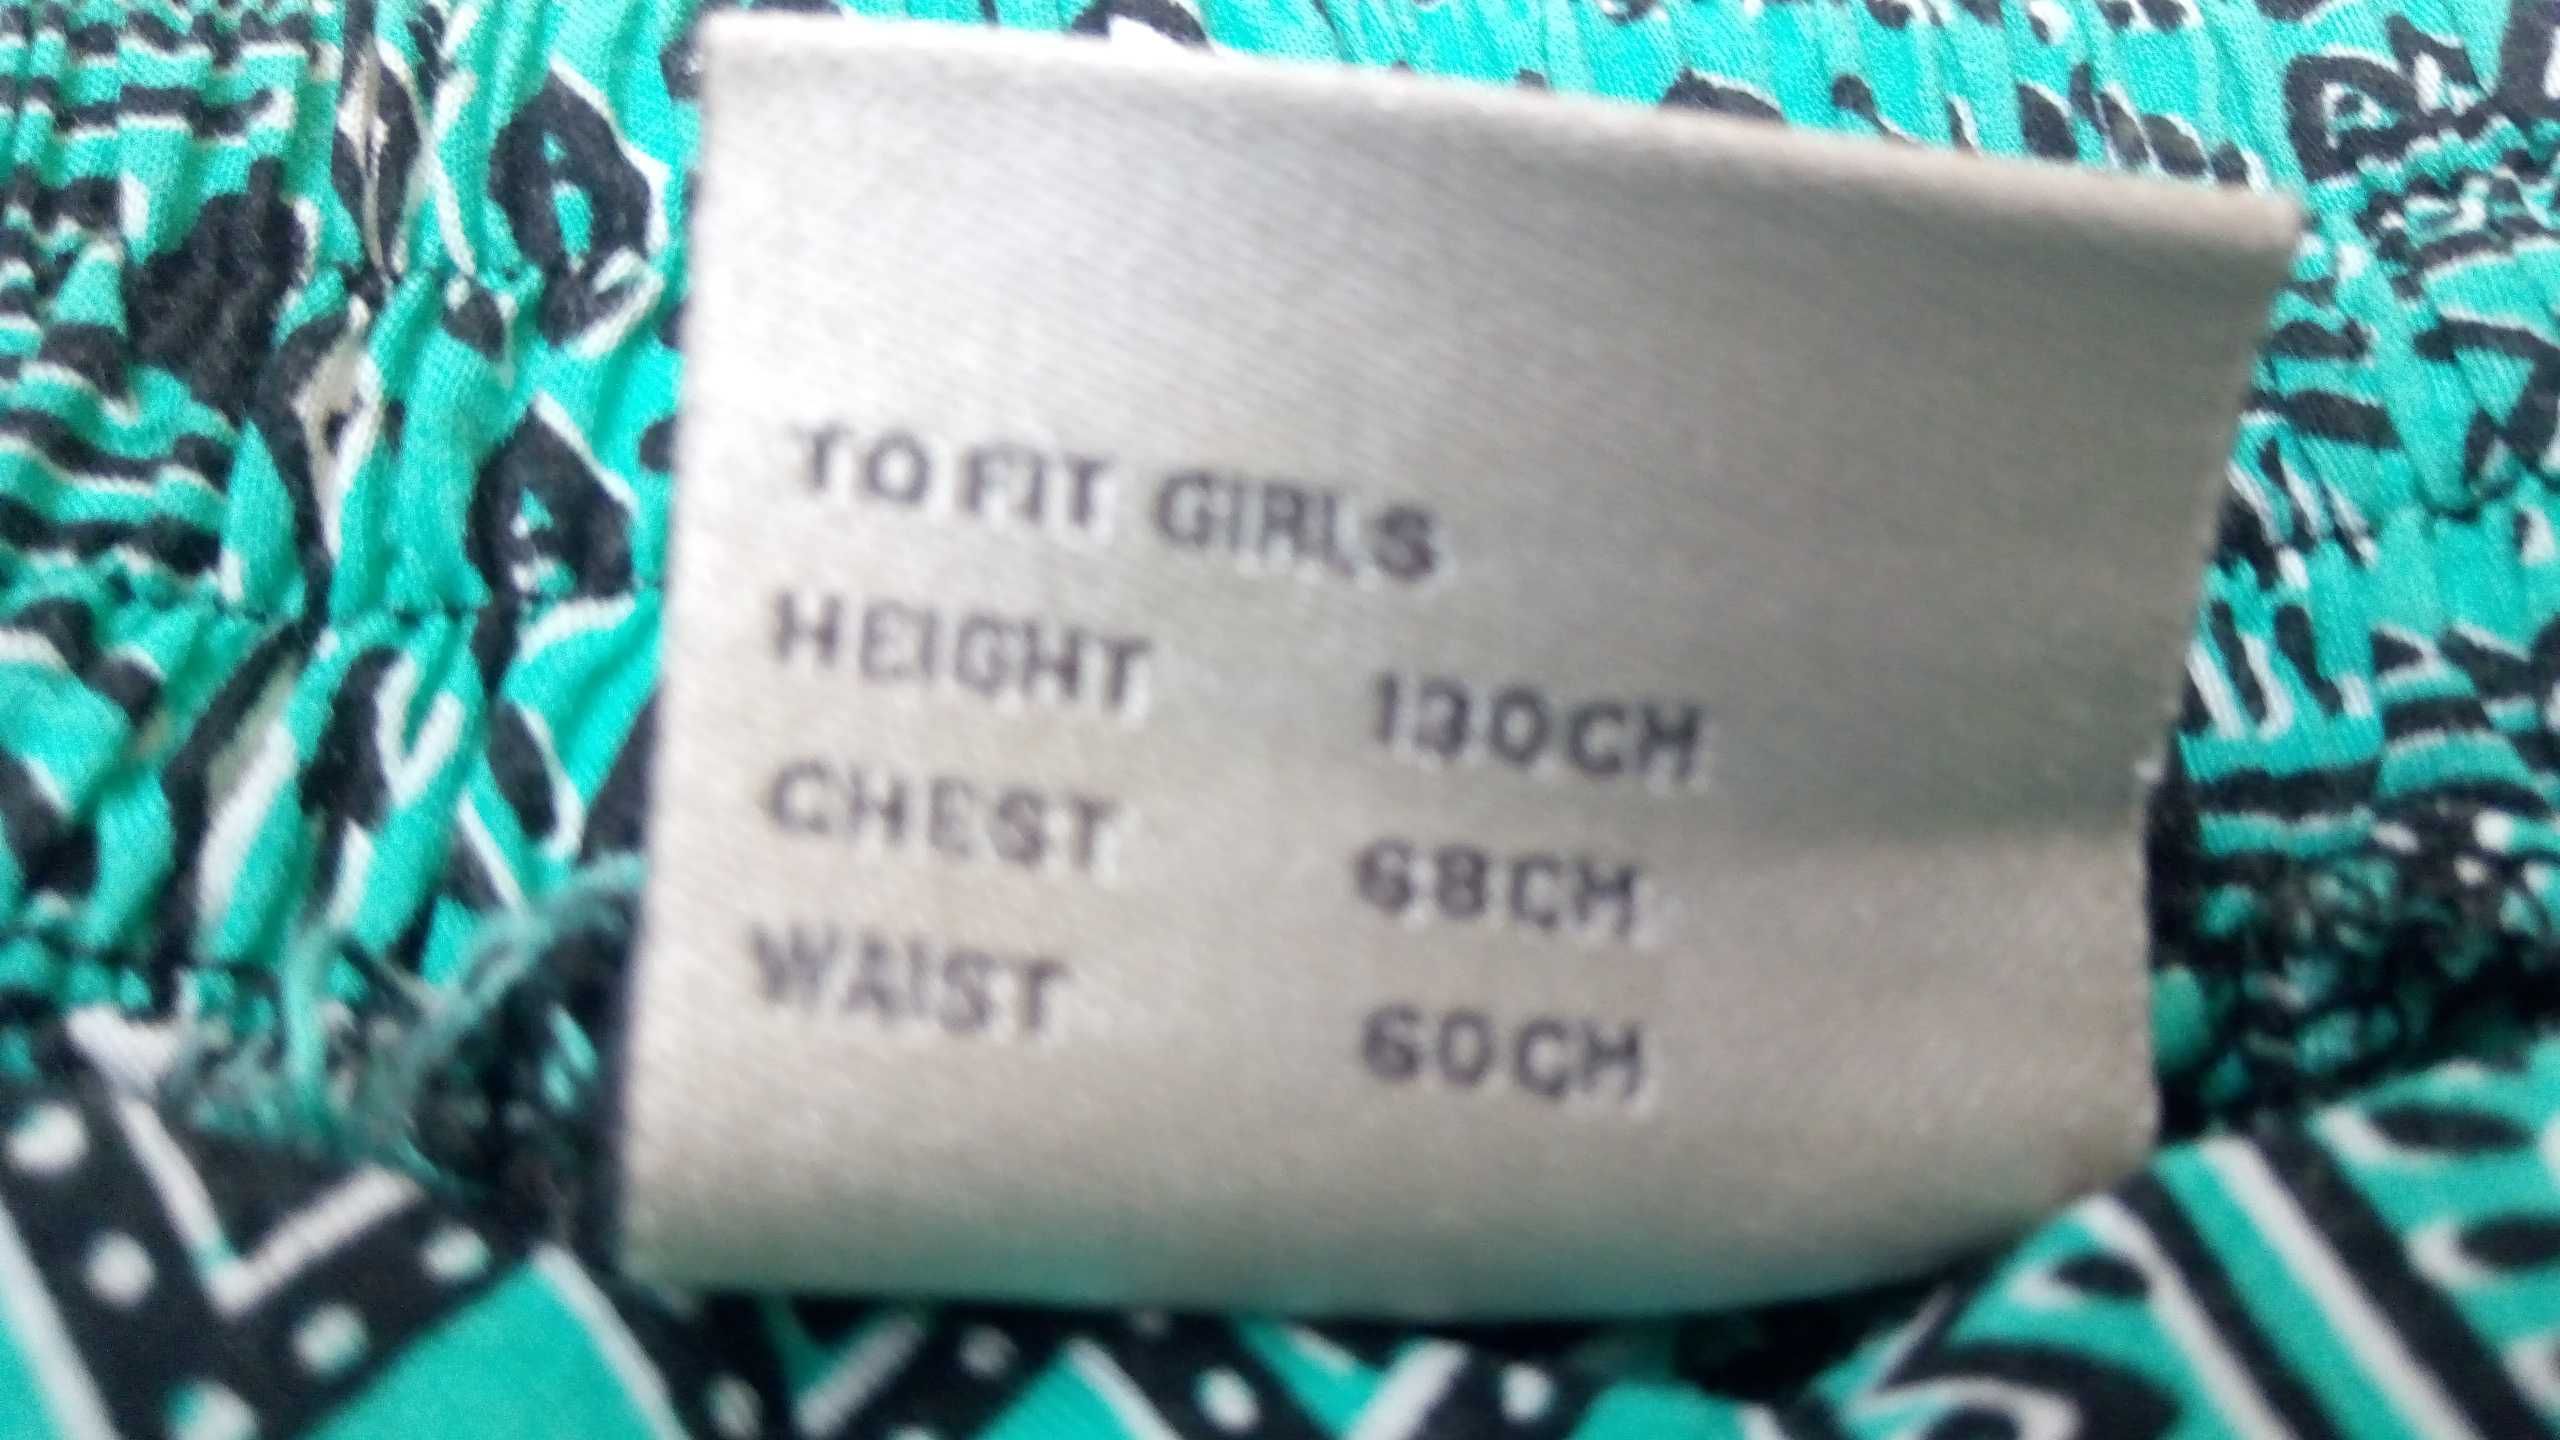 TO FIT GIRLS
HEIGHT 130CM
CHEST 68CM
WAIST 60CM